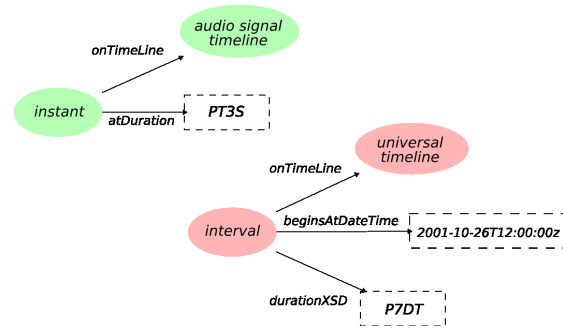 audio signal
timeline
onTimeLine
instant
atDuration
PT3S
universal
timeline
onTimeLine
beginsAtDateTime
interval
2001-10-26T12:00:00z
durationXSD
P7DT